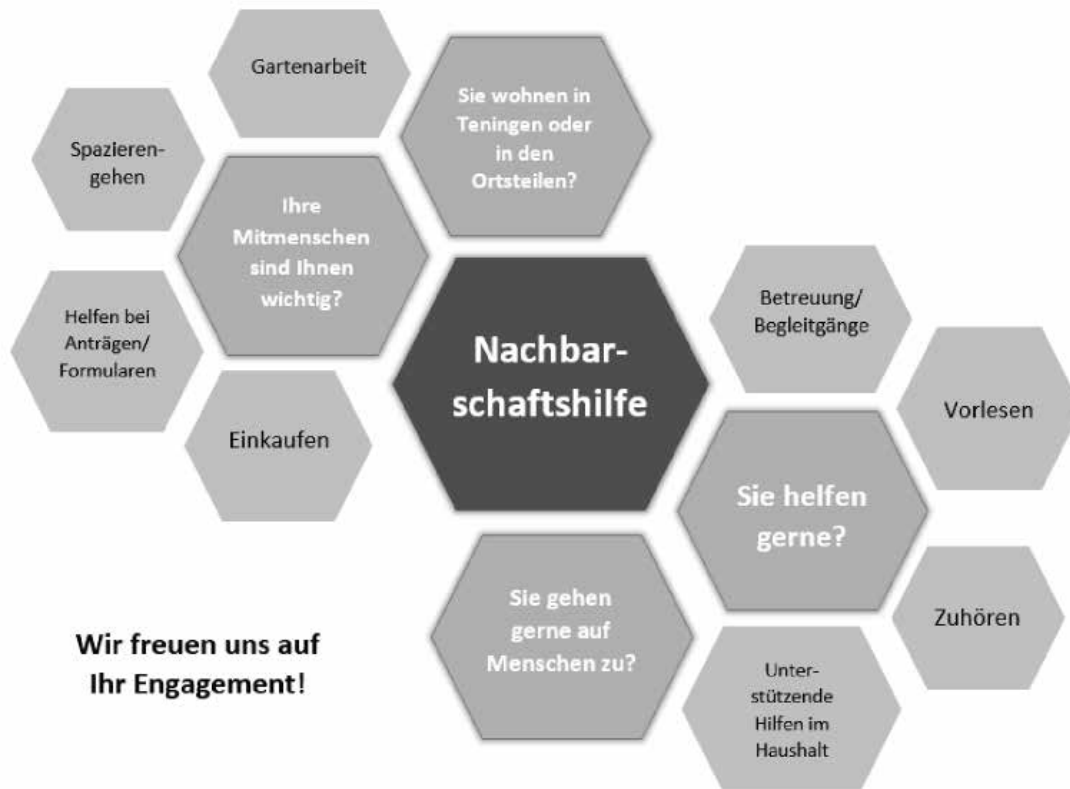 Gartenarbeit
Sie wohnen in
Teningen oder
in den
Ortsteilen?
Spazieren-
gehen
Ihre
Mitmenschen
sind Ihnen
wichtig?
Helfen bei
Anträgen/
Formularen
Einkaufen
Nachbar-
schaftshilfe
Betreuung/
Begleitgänge
Vorlesen
Sie helfen
gerne?
Sie gehen
gerne auf
Menschen zu?
Zuhören
Unter-
stützende
Hilfen im
Haushalt
Wir freuen uns auf
Ihr Engagement!